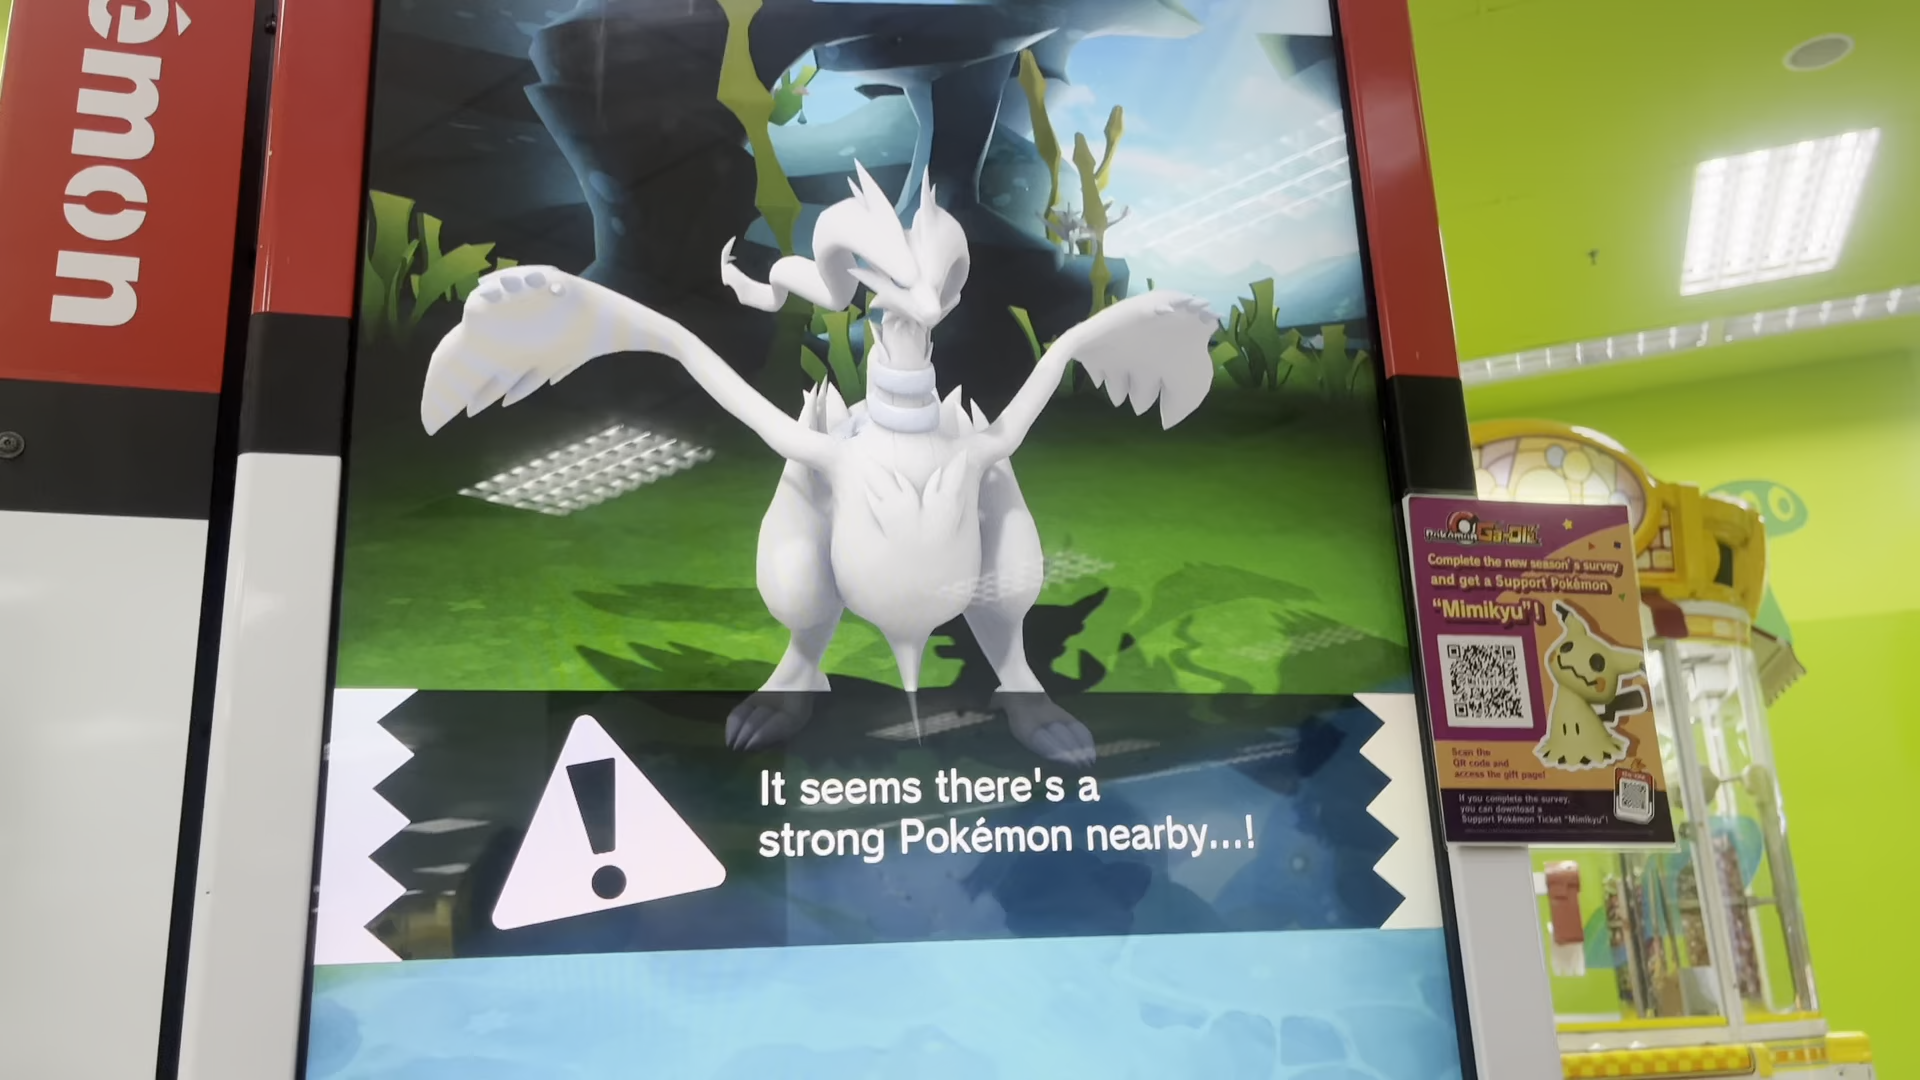 émon
It seems there's a
strong Pokémon nearby...!
Pokémon Ga-Olé
Complete the new season's survey
and get a Support Pokémon
"Mimikyu"!
Scan the
QR code and
access the gift page!
If you complete the survey,
you can download a
Support Pokémon Ticket "Mimikyu"!